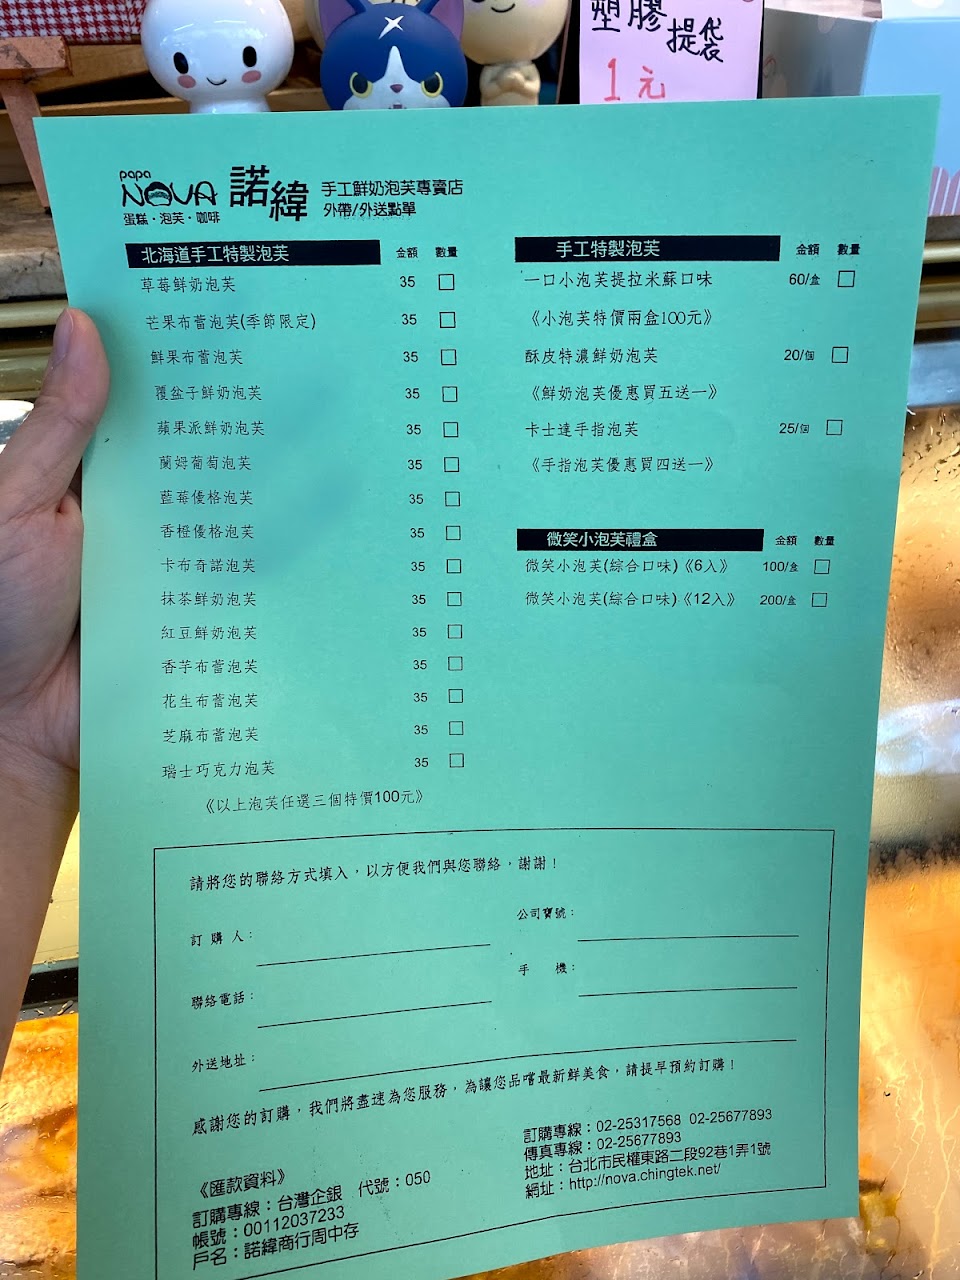 塑膠提袋
1元
papa
NOVA 諾緯 手工鮮奶泡芙專賣店
蛋糕・泡芙・咖啡 外帶/外送點單
北海道手工特製泡芙 金額 數量
草莓鮮奶泡芙 35 □
芒果布蕾泡芙(季節限定) 35 □
鮮果布蕾泡芙 35 □
覆盆子鮮奶泡芙 35 □
蘋果派鮮奶泡芙 35 □
蘭姆葡萄泡芙 35 □
藍莓優格泡芙 35 □
香橙優格泡芙 35 □
卡布奇諾泡芙 35 □
抹茶鮮奶泡芙 35 □
紅豆鮮奶泡芙 35 □
香芋布蕾泡芙 35 □
花生布蕾泡芙 35 □
芝麻布蕾泡芙 35 □
瑞士巧克力泡芙 35 □
《以上泡芙任選三個特價100元》
手工特製泡芙 金額 數量
一口小泡芙提拉米蘇口味 60/盒 □
《小泡芙特價兩盒100元》
酥皮特濃鮮奶泡芙 20/個 □
《鮮奶泡芙優惠買五送一》
卡士達手指泡芙 25/個 □
《手指泡芙優惠買四送一》
微笑小泡芙禮盒 金額 數量
微笑小泡芙(綜合口味)《6入》 100/盒 □
微笑小泡芙(綜合口味)《12入》 200/盒 □
請將您的聯絡方式填入，以方便我們與您聯絡，謝謝！
訂購人：
公司寶號：
聯絡電話：
手機：
外送地址：
感謝您的訂購，我們將盡速為您服務，為讓您品嚐最新鮮美食，請提早預約訂購！
《匯款資料》
訂購專線：台灣企銀 代號：050
帳號：00112037233
戶名：諾緯商行周中存
訂購專線：02-25317568 02-25677893
傳真專線：02-25677893
地址：台北市民權東路二段92巷1弄1號
網址：http://nova.chingtek.net/